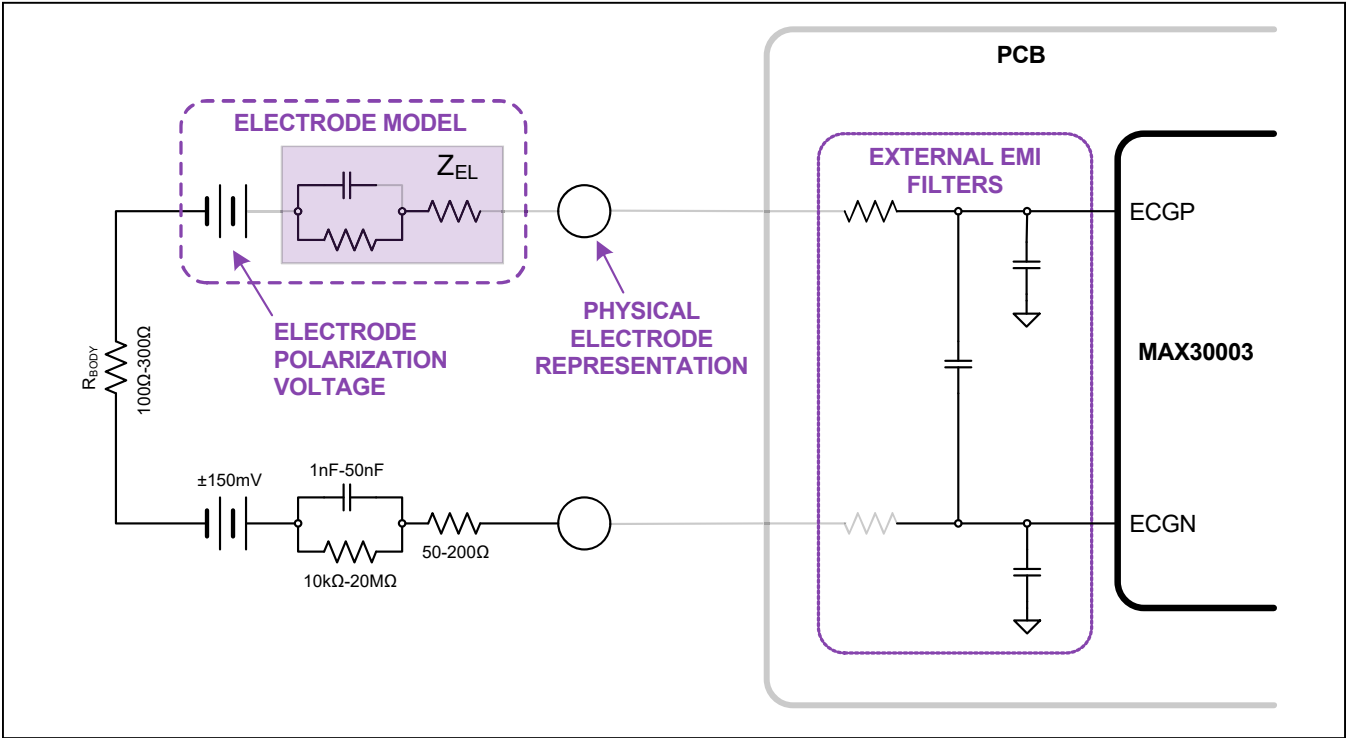 PCB
ELECTRODE MODEL
Z_EL
EXTERNAL EMI
FILTERS
ECGP
ELECTRODE
POLARIZATION
VOLTAGE
PHYSICAL
ELECTRODE
REPRESENTATION
MAX30003
R_BODY
100Ω-300Ω
±150mV
1nF-50nF
10kΩ-20MΩ
50-200Ω
ECGN